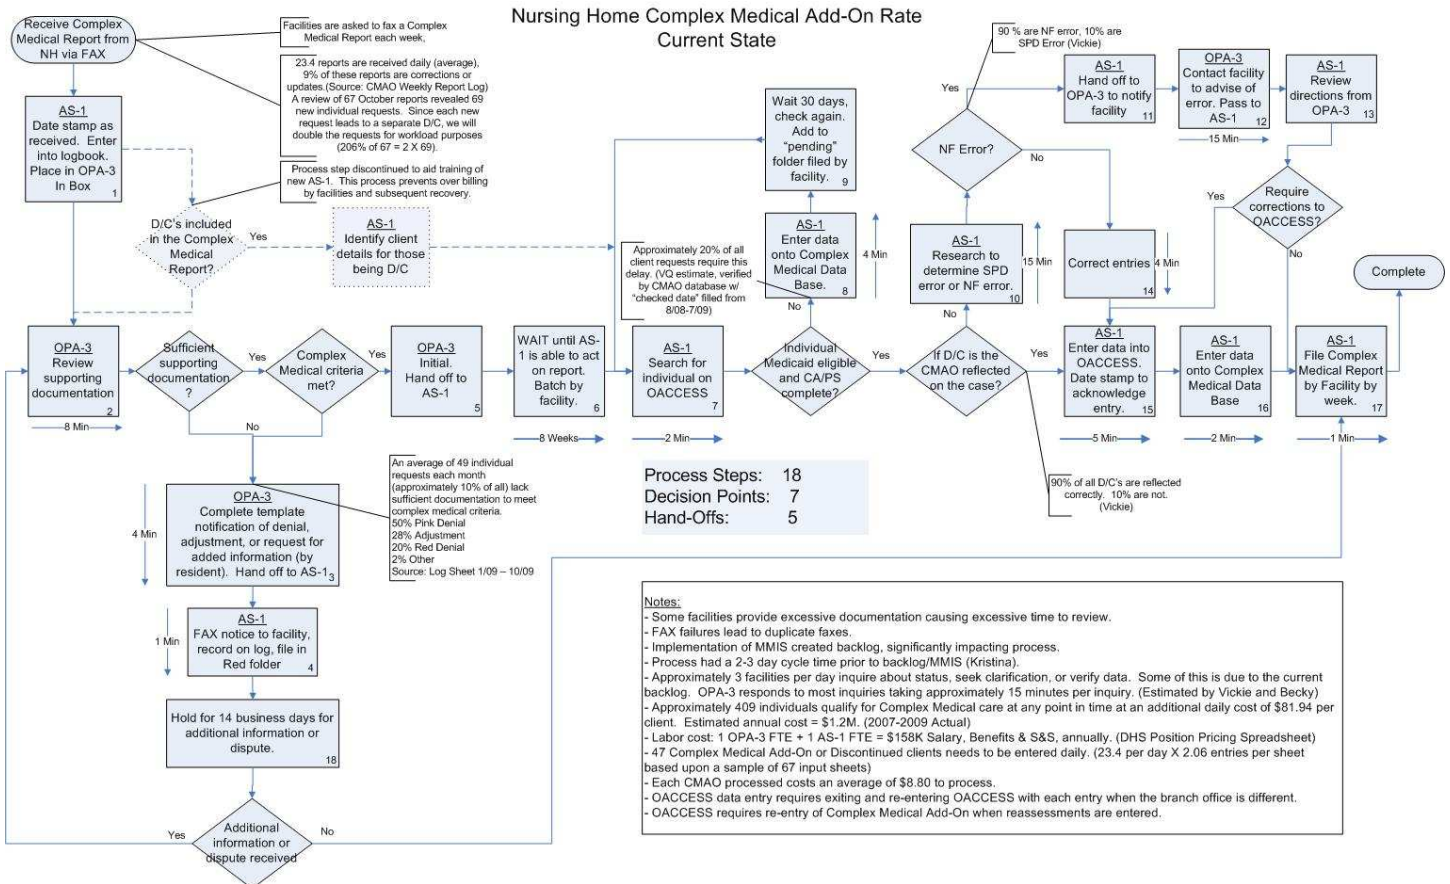 Nursing Home Complex Medical Add-On Rate
Current State
Receive Complex
Medical Report from
NH via FAX
Facilities are asked to fax a Complex
Medical Report each week,
23.4 reports are received daily (average),
9% of these reports are corrections or
updates.(Source: CMAO Weekly Report Log)
A review of 67 October reports revealed 69
new individual requests. Since each new
request leads to a separate D/C, we will
double the requests for workload purposes
(206% of 67 = 2 X 69).
Process step discontinued to aid training of
new AS-1. This process prevents over billing
by facilities and subsequent recovery.
AS-1
Date stamp as
received. Enter
into logbook.
Place in OPA-3
In Box
1
D/C's included
in the Complex
Medical
Report?
Yes
AS-1
Identify client
details for those
being D/C
OPA-3
Review
supporting
documentation
2
8 Min
Sufficient
supporting
documentation
?
Yes
Complex
Medical criteria
met?
Yes
No
OPA-3
Initial.
Hand off to
AS-1
5
WAIT until AS-
1 is able to act
on report.
Batch by
facility.
6
8 Weeks
AS-1
Search for
individual on
OACCESS
7
2 Min
Approximately 20% of all
client requests require this
delay. (VQ estimate, verified
by CMAO database w/
"checked date" filled from
8/08-7/09)
Wait 30 days,
check again.
Add to
"pending"
folder filed by
facility.
9
AS-1
Enter data
onto Complex
Medical Data
Base.
8
4 Min
No
Individual
Medicaid eligible
and CA/PS
complete?
Yes
90 % are NF error, 10% are
SPD Error (Vickie)
NF Error?
Yes
No
AS-1
Research to
determine SPD
error or NF error.
10
15 Min
No
If D/C is the
CMAO reflected
on the case?
Yes
90% of all D/C's are reflected
correctly. 10% are not.
(Vickie)
AS-1
Hand off to
OPA-3 to notify
facility
11
OPA-3
Contact facility
to advise of
error. Pass to
AS-1
12
15 Min
AS-1
Review
directions from
OPA-3
13
Require
corrections to
OACCESS?
Yes
No
Correct entries
14
4 Min
AS-1
Enter data into
OACCESS.
Date stamp to
acknowledge
entry.
15
5 Min
AS-1
Enter data
onto Complex
Medical Data
Base
16
2 Min
AS-1
File Complex
Medical Report
by Facility by
week.
17
1 Min
Complete
OPA-3
Complete template
notification of denial,
adjustment, or request for
added information (by
resident). Hand off to AS-1
3
4 Min
An average of 49 individual
requests each month
(approximately 10% of all) lack
sufficient documentation to meet
complex medical criteria.
50% Pink Denial
28% Adjustment
20% Red Denial
2% Other
Source: Log Sheet 1/09 – 10/09
AS-1
FAX notice to facility,
record on log, file in
Red folder
4
1 Min
Hold for 14 business days for
additional information or
dispute.
18
Additional
information or
dispute received
Yes
No
Process Steps: 18
Decision Points: 7
Hand-Offs: 5
Notes:
- Some facilities provide excessive documentation causing excessive time to review.
- FAX failures lead to duplicate faxes.
- Implementation of MMIS created backlog, significantly impacting process.
- Process had a 2-3 day cycle time prior to backlog/MMIS (Kristina).
- Approximately 3 facilities per day inquire about status, seek clarification, or verify data. Some of this is due to the current
backlog. OPA-3 responds to most inquiries taking approximately 15 minutes per inquiry. (Estimated by Vickie and Becky)
- Approximately 409 individuals qualify for Complex Medical care at any point in time at an additional daily cost of $81.94 per
client. Estimated annual cost = $1.2M. (2007-2009 Actual)
- Labor cost: 1 OPA-3 FTE + 1 AS-1 FTE = $158K Salary, Benefits & S&S, annually. (DHS Position Pricing Spreadsheet)
- 47 Complex Medical Add-On or Discontinued clients needs to be entered daily. (23.4 per day X 2.06 entries per sheet
based upon a sample of 67 input sheets)
- Each CMAO processed costs an average of $8.80 to process.
- OACCESS data entry requires exiting and re-entering OACCESS with each entry when the branch office is different.
- OACCESS requires re-entry of Complex Medical Add-On when reassessments are entered.